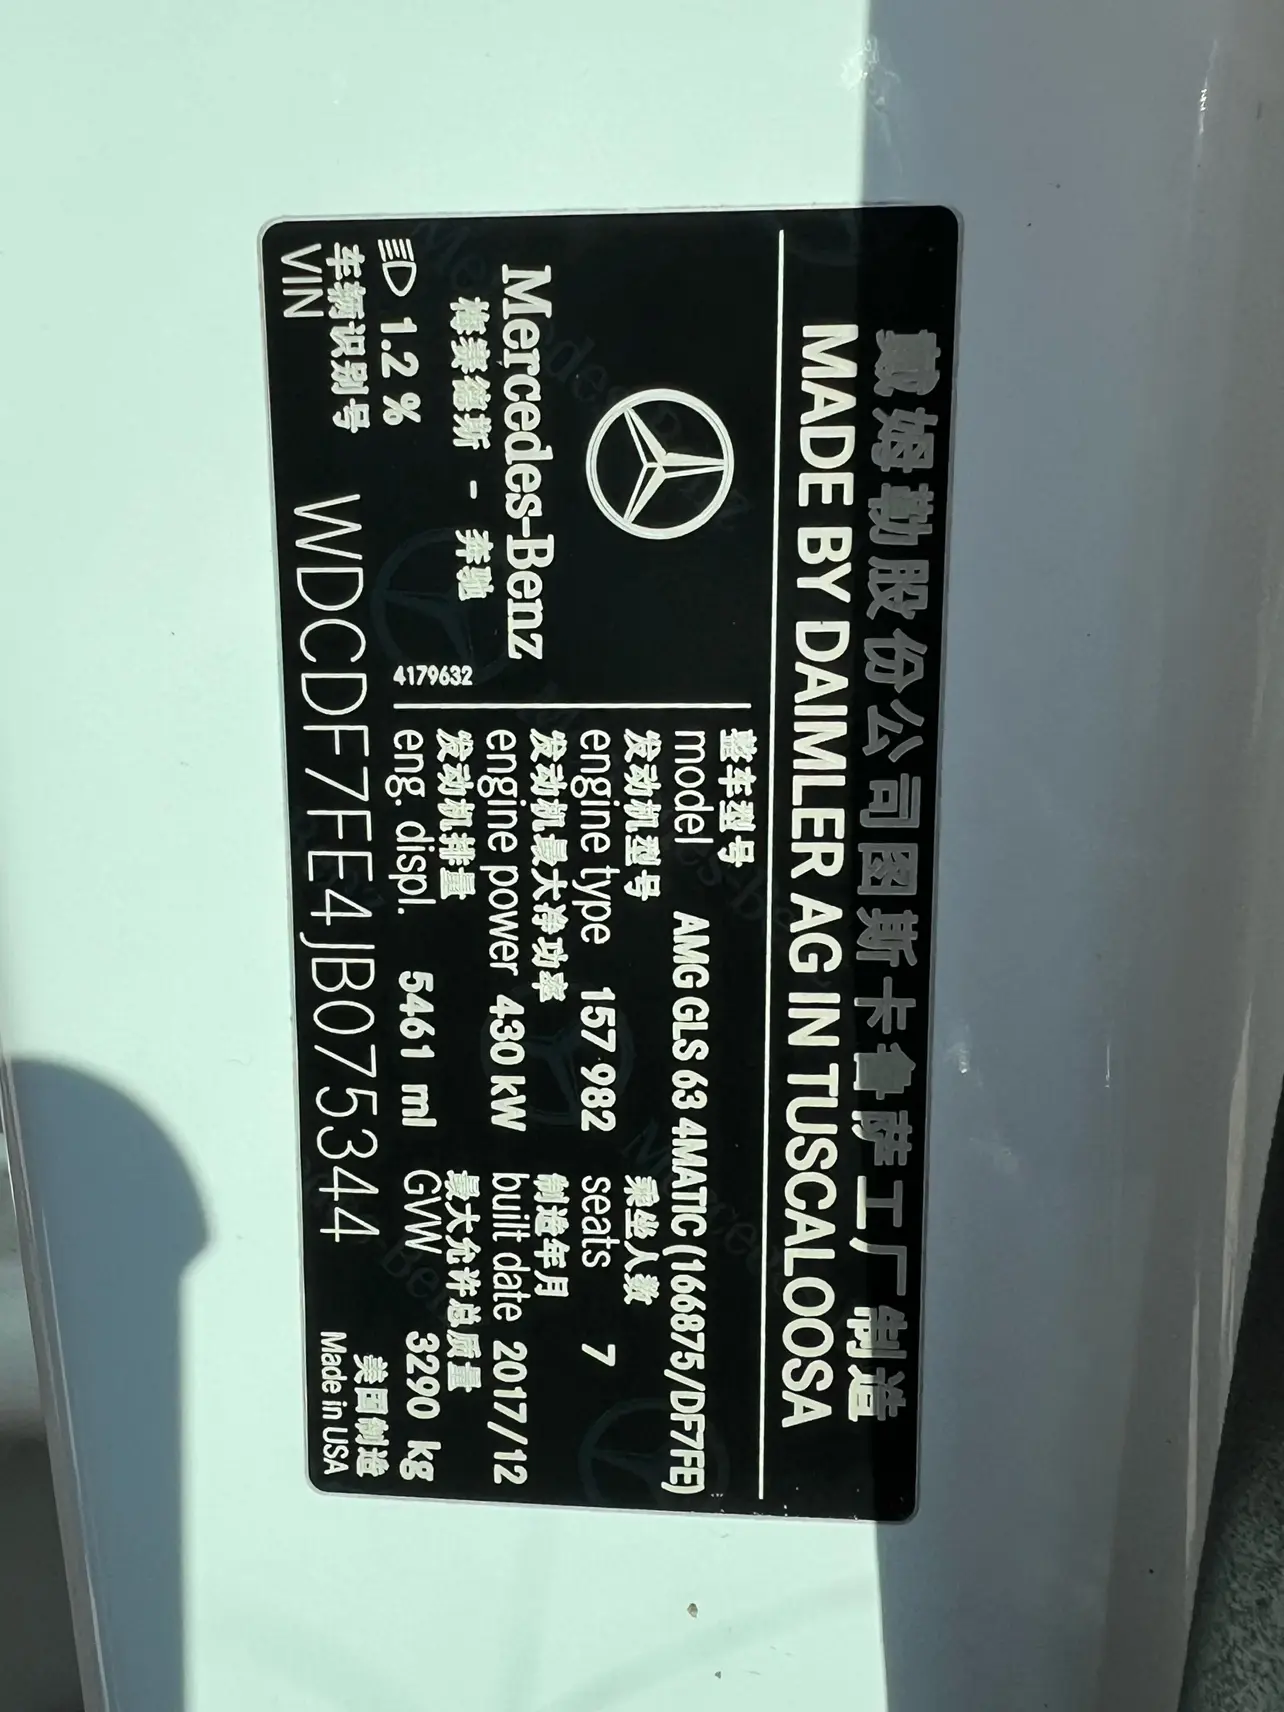 戴姆勒股份公司图斯卡鲁萨工厂 制造
MADE BY DAIMLER AG IN TUSCALOOSA
Mercedes-Benz
梅赛德斯 - 奔驰
4179632
1.2 %
整车型号
model AMG GLS 63 4MATIC (166875/DF7FE)
发动机型号 乘坐人数
engine type 157 982 seats 7
发动机最大净功率 制造年月
engine power 430 kW built date 2017/12
发动机排量 最大允许总质量
eng. displ. 5461 ml GVW 3290 kg
车辆识别号 美国制造
VIN WDCDF7FE4JB075344 Made in USA